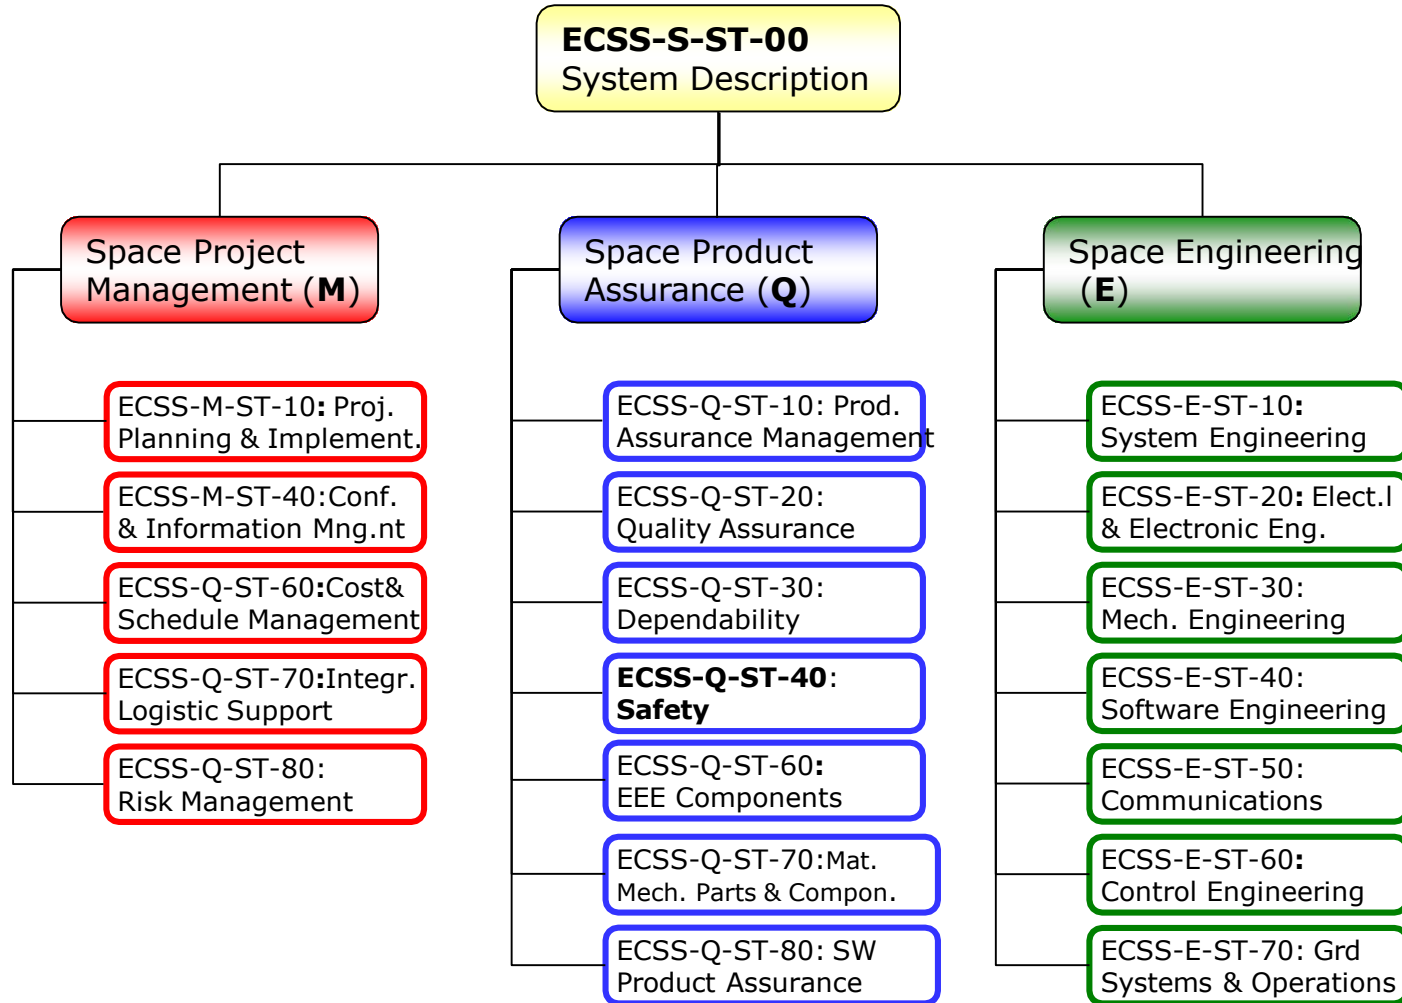 ECSS-S-ST-00
System Description
Space Project
Management (M)
ECSS-M-ST-10: Proj.
Planning & Implement.
ECSS-M-ST-40:Conf.
& Information Mng.nt
ECSS-Q-ST-60:Cost&
Schedule Management
ECSS-Q-ST-70:Integr.
Logistic Support
ECSS-Q-ST-80:
Risk Management
Space Product
Assurance (Q)
ECSS-Q-ST-10: Prod.
Assurance Management
ECSS-Q-ST-20:
Quality Assurance
ECSS-Q-ST-30:
Dependability
ECSS-Q-ST-40:
Safety
ECSS-Q-ST-60:
EEE Components
ECSS-Q-ST-70:Mat.
Mech. Parts & Compon.
ECSS-Q-ST-80: SW
Product Assurance
Space Engineering
(E)
ECSS-E-ST-10:
System Engineering
ECSS-E-ST-20: Elect.l
& Electronic Eng.
ECSS-E-ST-30:
Mech. Engineering
ECSS-E-ST-40:
Software Engineering
ECSS-E-ST-50:
Communications
ECSS-E-ST-60:
Control Engineering
ECSS-E-ST-70: Grd
Systems & Operations